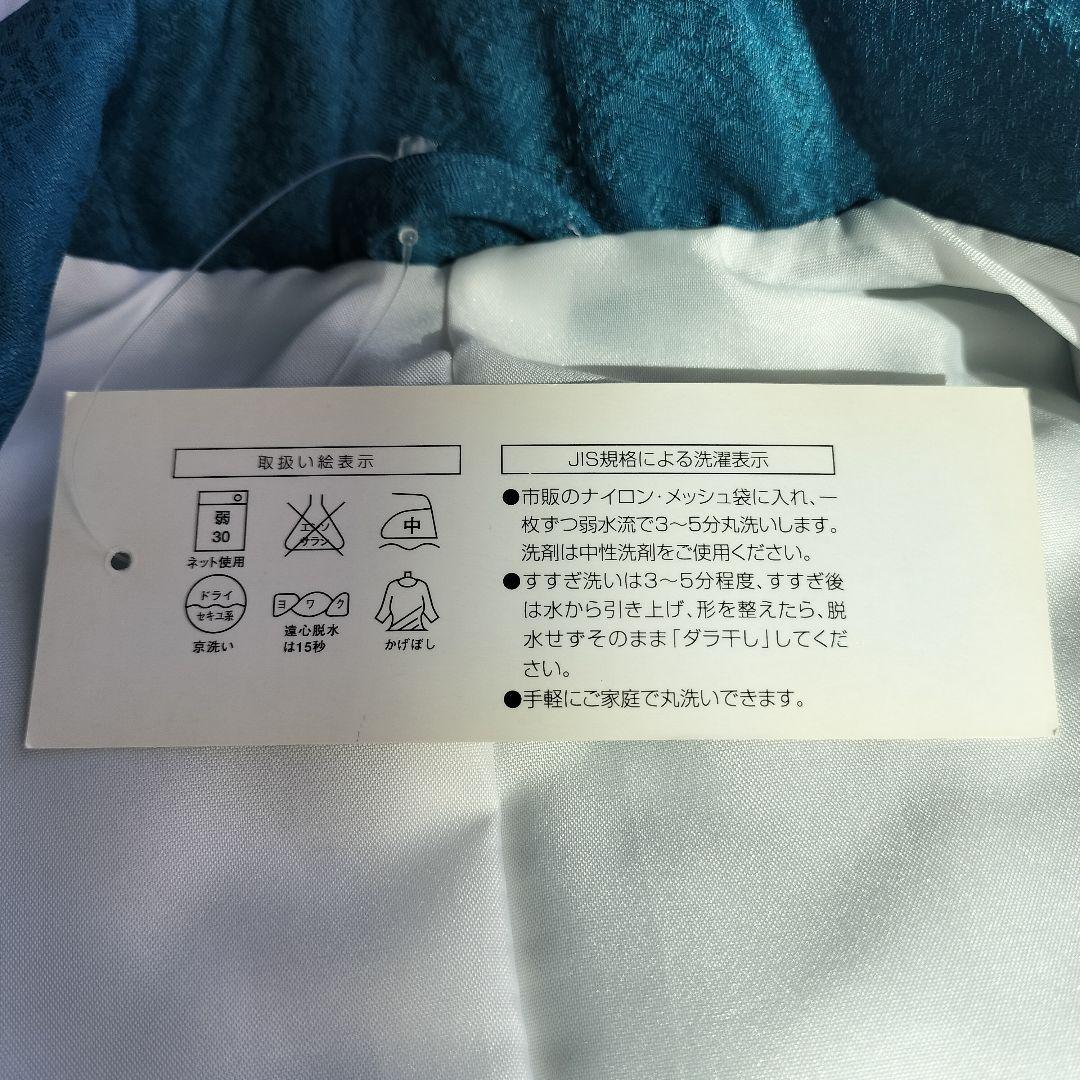 取扱い絵表示
弱
30
ネット使用
エンソ
サラシ
中
ドライ
セキユ系
京洗い
ヨワク
遠心脱水
は15秒
かげぼし
JIS規格による洗濯表示
●市販のナイロン・メッシュ袋に入れ、一
枚ずつ弱水流で3〜5分丸洗いします。
洗剤は中性洗剤をご使用ください。
●すすぎ洗いは3〜5分程度、すすぎ後
は水から引き上げ、形を整えたら、脱
水せずそのまま「ダラ干し」してくだ
さい。
●手軽にご家庭で丸洗いできます。